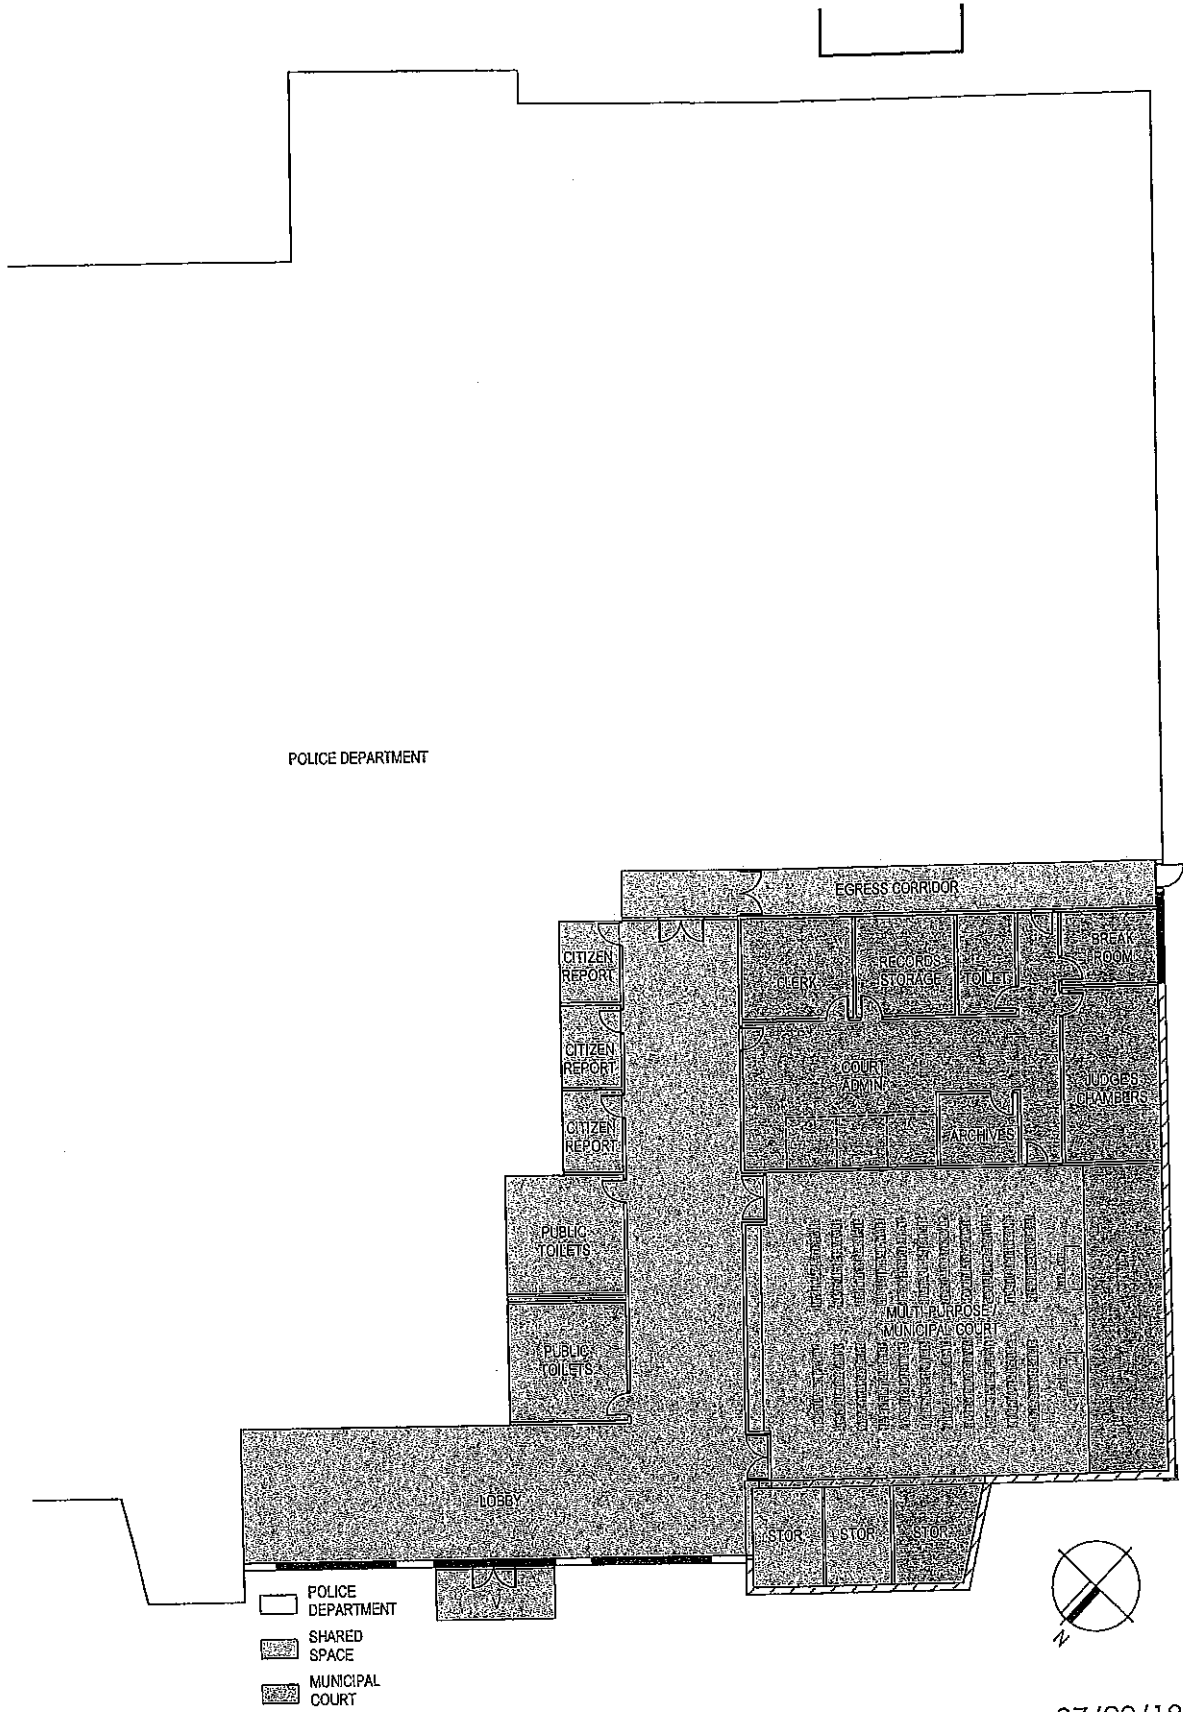 POLICE DEPARTMENT
EGRESS CORRIDOR
CITIZEN
REPORT
CLERK
RECORDS
STORAGE
TOILET
BREAK
ROOM
CITIZEN
REPORT
COURT
ADMIN
JUDGE'S
CHAMBERS
CITIZEN
REPORT
ARCHIVES
PUBLIC
TOILETS
MULTI-PURPOSE /
MUNICIPAL COURT
PUBLIC
TOILETS
LOBBY
STOR
STOR
STOR
V
POLICE
DEPARTMENT
SHARED
SPACE
MUNICIPAL
COURT
N